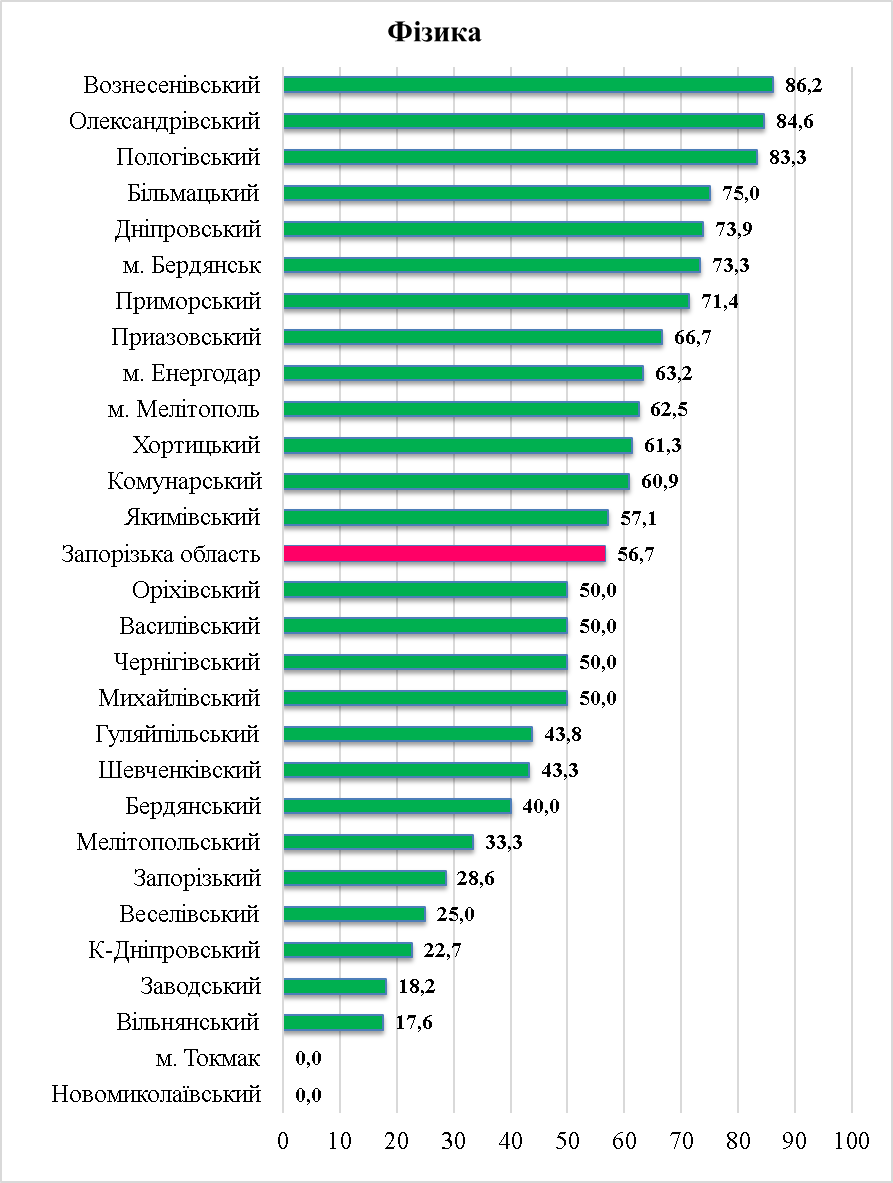 Фізика
Вознесенівський 86,2
Олександрівський 84,6
Пологівський 83,3
Більмацький 75,0
Дніпровський 73,9
м. Бердянськ 73,3
Приморський 71,4
Приазовський 66,7
м. Енергодар 63,2
м. Мелітополь 62,5
Хортицький 61,3
Комунарський 60,9
Якимівський 57,1
Запорізька область 56,7
Оріхівський 50,0
Василівський 50,0
Чернігівський 50,0
Михайлівський 50,0
Гуляйпільський 43,8
Шевченківский 43,3
Бердянський 40,0
Мелітопольський 33,3
Запорізький 28,6
Веселівський 25,0
К-Дніпровський 22,7
Заводський 18,2
Вільнянський 17,6
м. Токмак 0,0
Новомиколаївський 0,0
0 10 20 30 40 50 60 70 80 90 100